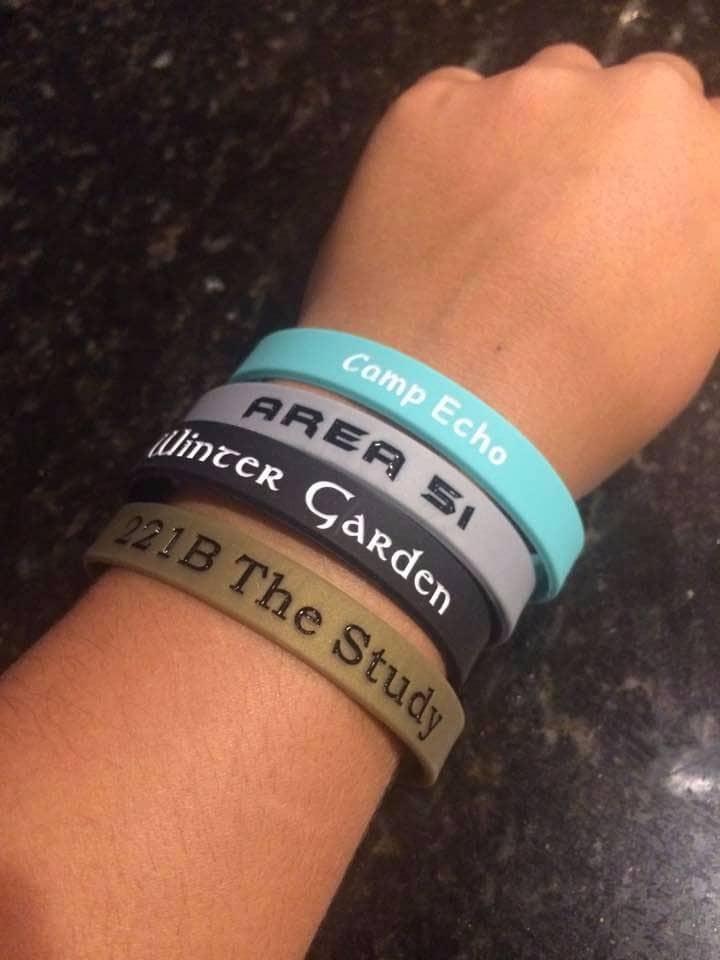 Camp Echo
AREA 51
Winter Garden
221B The Study